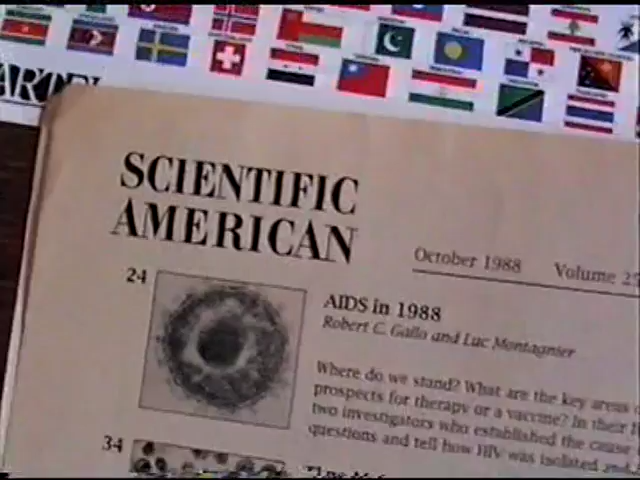 SCIENTIFIC
AMERICAN
October 1988 Volume
24
AIDS in 1988
Robert C. Gallo and Luc Montagnier
Where do we stand? What are the key areas
prospects for therapy or a vaccine? In their
two investigators who established the cause
questions and tell how HIV was isolated
34